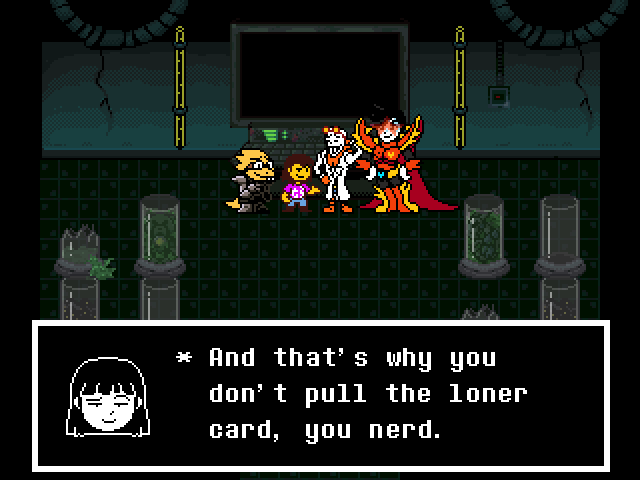 * And that's why you
don't pull the loner
card, you nerd.